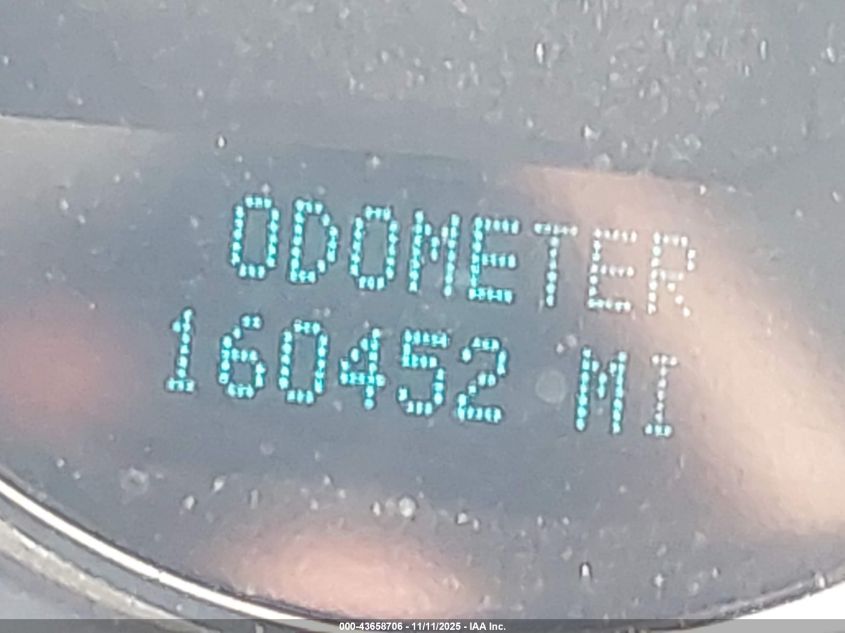 ODOMETER
160452 MI
000-43658706 - 11/11/2025 - IAA Inc.